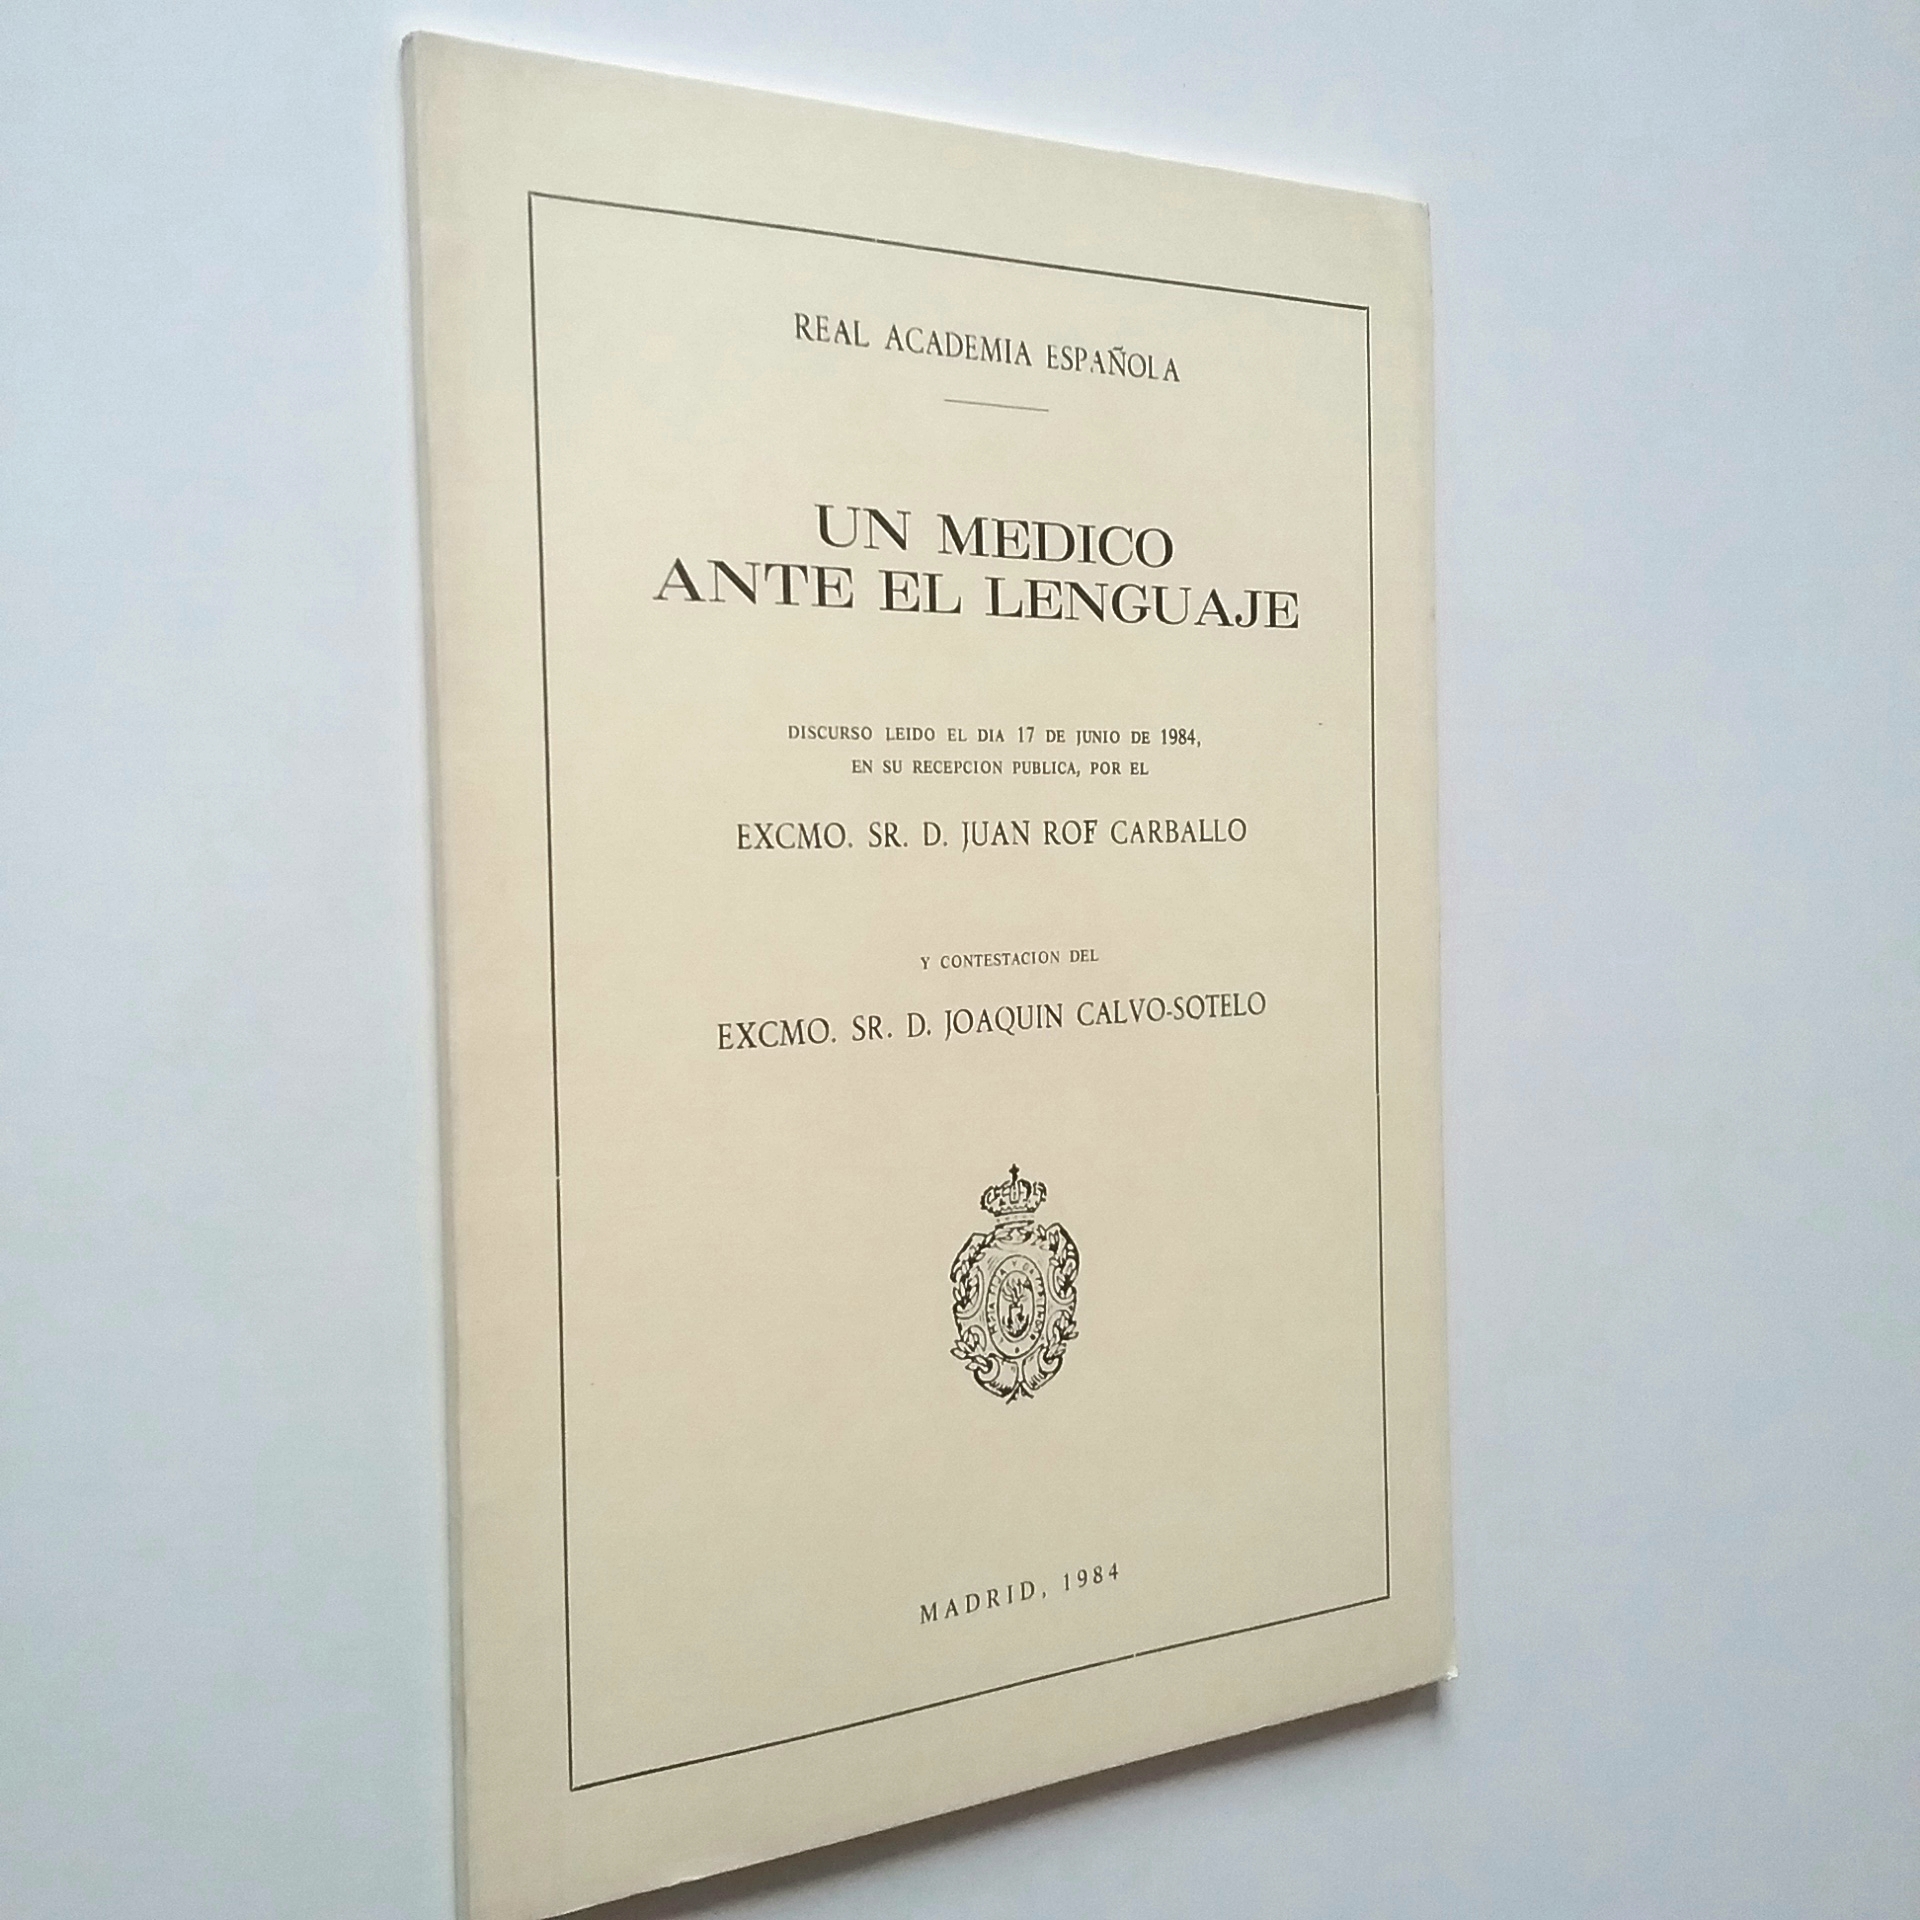 REAL ACADEMIA ESPAÑOLA
UN MEDICO
ANTE EL LENGUAJE
DISCURSO LEIDO EL DIA 17 DE JUNIO DE 1984,
EN SU RECEPCION PUBLICA, POR EL
EXCMO. SR. D. JUAN ROF CARBALLO
Y CONTESTACION DEL
EXCMO. SR. D. JOAQUIN CALVO-SOTELO
MADRID, 1984